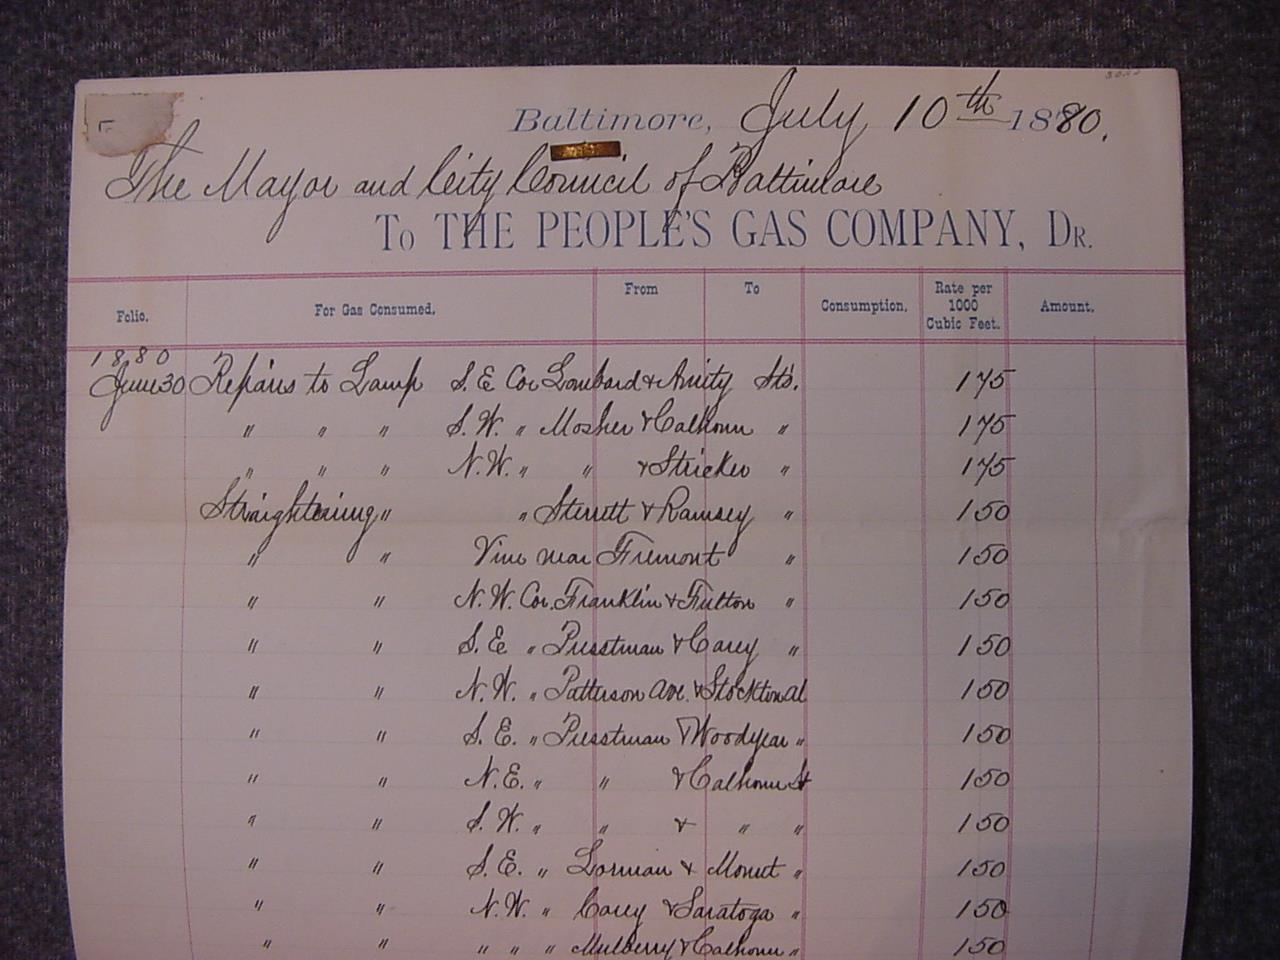 Baltimore, July 10th 1880.
The Mayor and City Council of Baltimore
To THE PEOPLE'S GAS COMPANY, Dr.
Folio. For Gas Consumed. From To Consumption. Rate per 1000 Cubic Feet. Amount.
1880
June 30 Repairs to Lamp S. E Cor Lombard & Amity Sts. 175
" " " S. W. " Mosher & Calhoun " 175
" " " N. W. " " & Stricker " 175
Straightening " " Sterrett & Ramsey " 150
" " Vine near Fremont " 150
" " N. W. Cor. Franklin & Fulton " 150
" " S. E " Presstman & Carey " 150
" " N. W. " Patterson Ave. & Stockton al 150
" " S. E. " Presstman & Woodyear " 150
" " N. E. " " & Calhoun St 150
" " S. W. " " & " " 150
" " S. E. " Lorman & Mount " 150
" " N. W. " Carey & Saratoga " 150
" " " " " Mulberry & Calhoun " 150